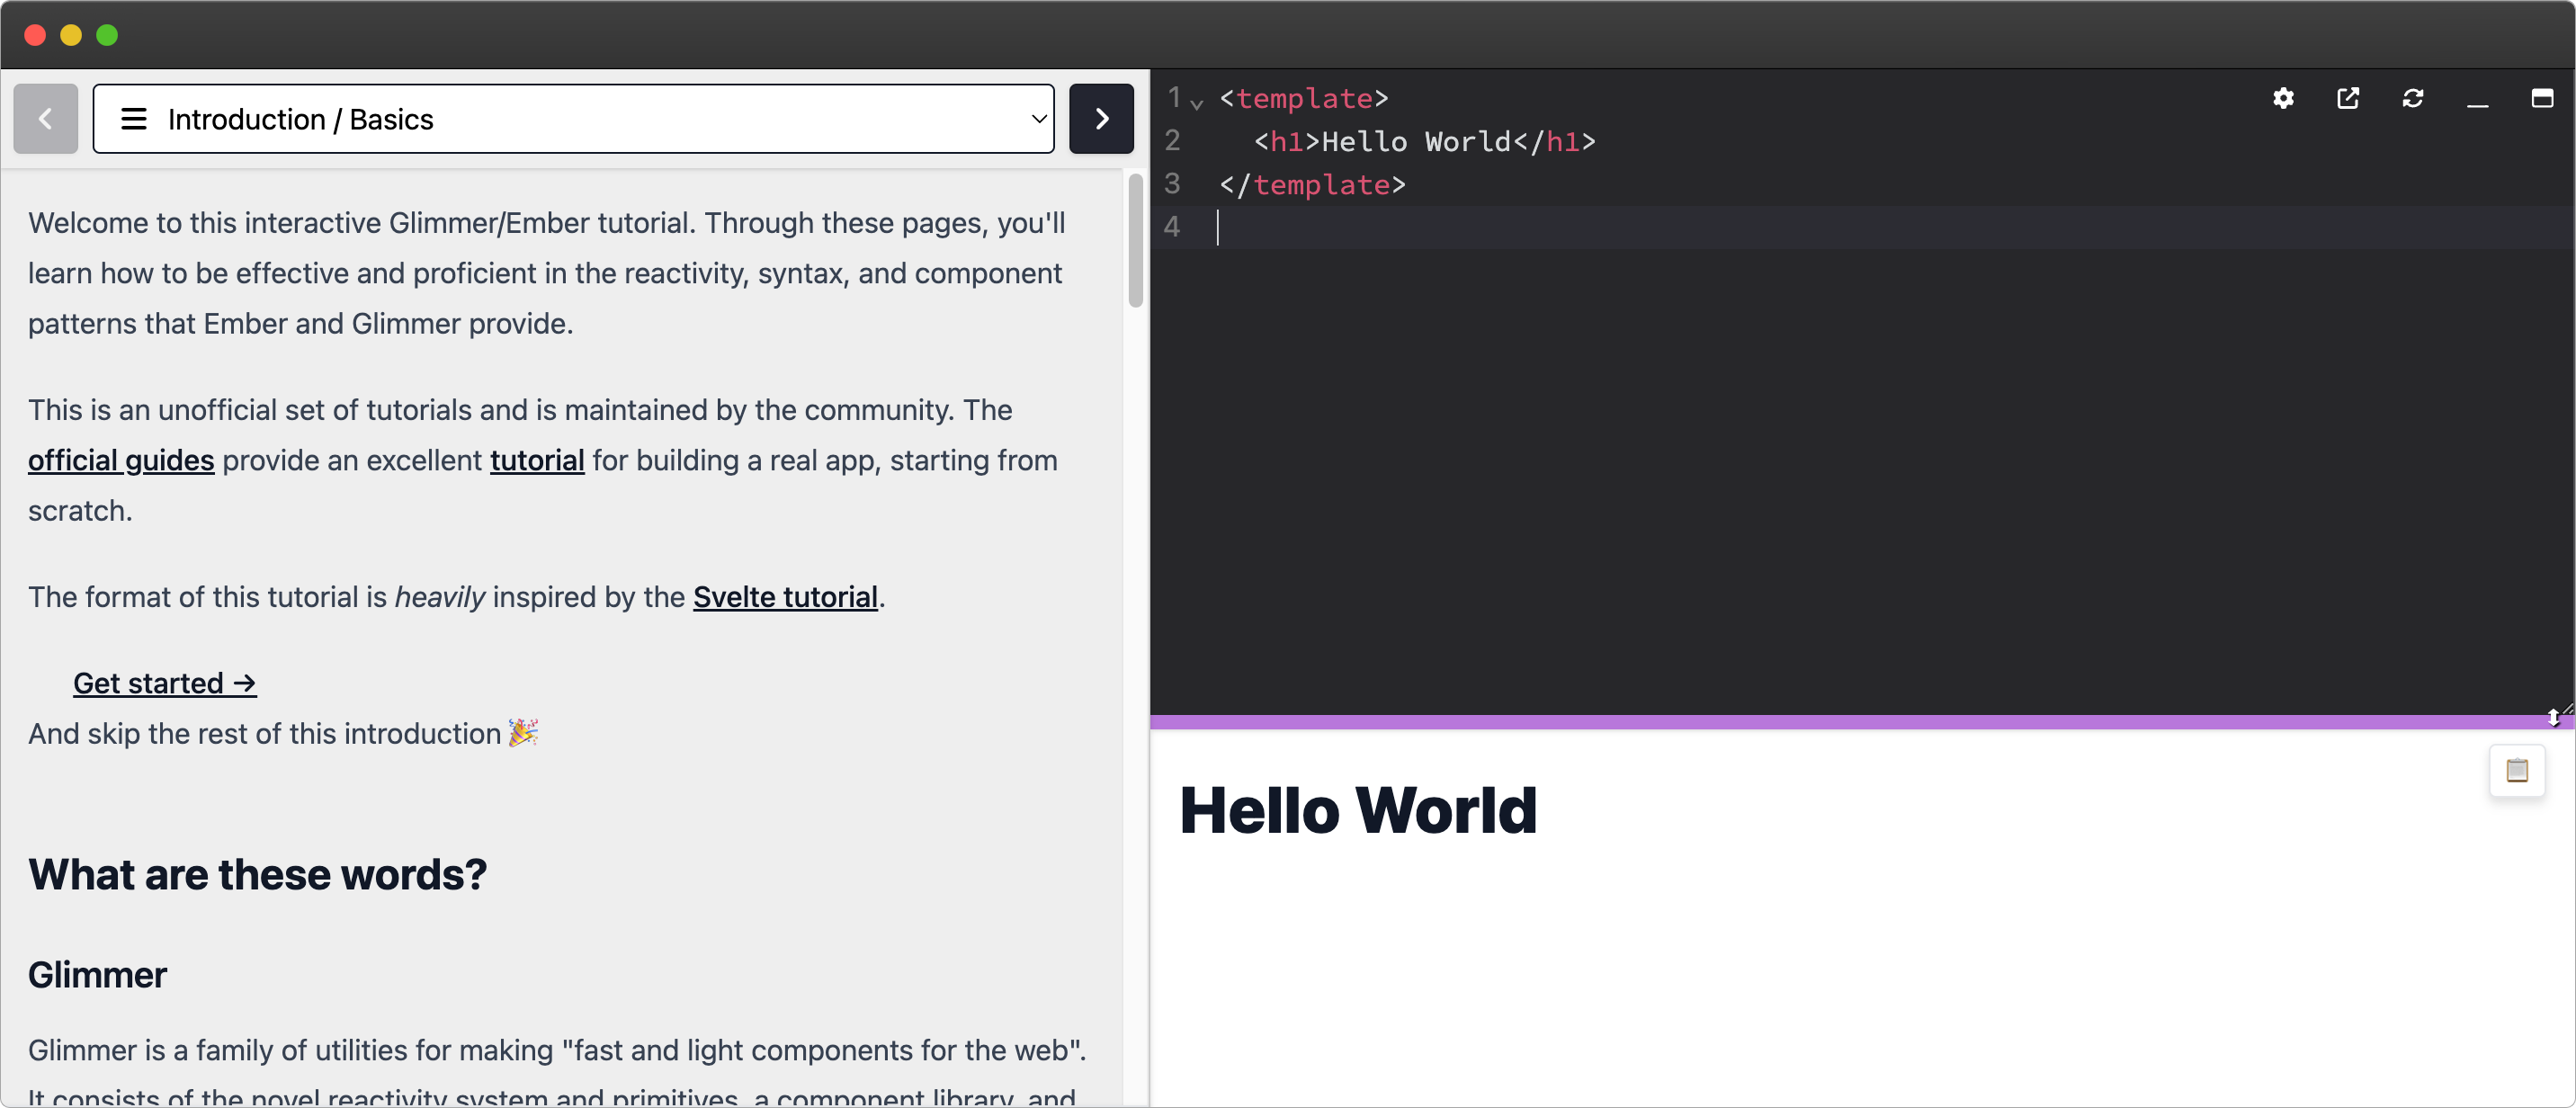 Introduction / Basics
Welcome to this interactive Glimmer/Ember tutorial. Through these pages, you'll
learn how to be effective and proficient in the reactivity, syntax, and component
patterns that Ember and Glimmer provide.
This is an unofficial set of tutorials and is maintained by the community. The
official guides provide an excellent tutorial for building a real app, starting from
scratch.
The format of this tutorial is heavily inspired by the Svelte tutorial.
Get started →
And skip the rest of this introduction 🎉
What are these words?
Glimmer
Glimmer is a family of utilities for making "fast and light components for the web".
It consists of the novel reactivity system and primitives, a component library, and
1 <template>
2 <h1>Hello World</h1>
3 </template>
4
Hello World